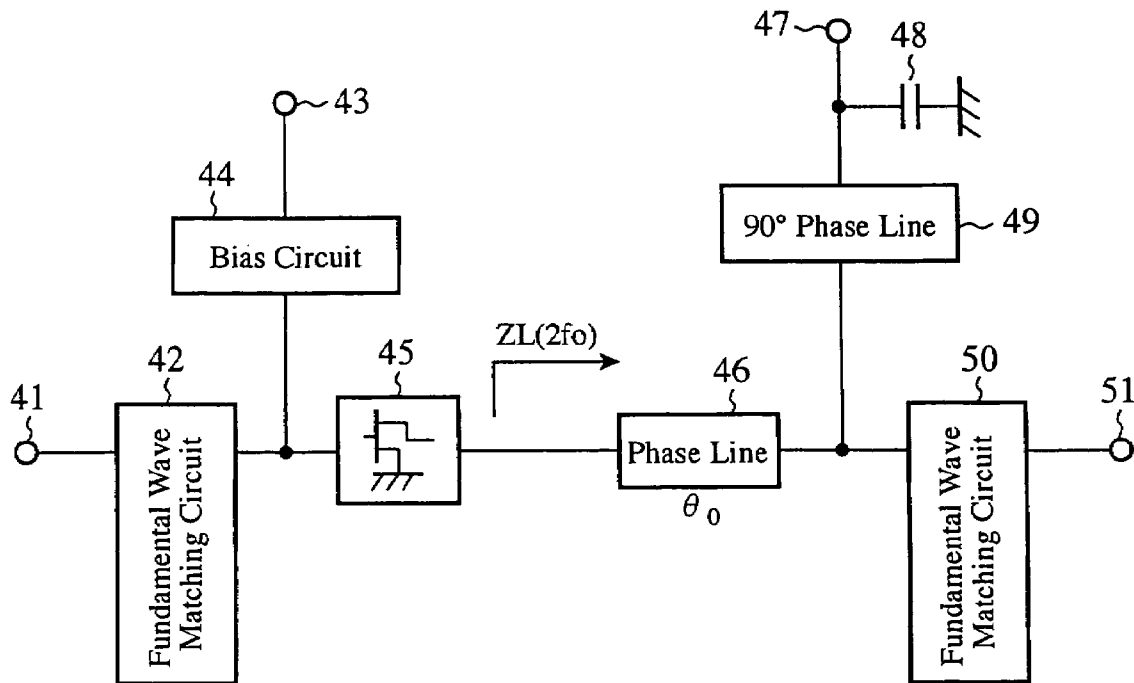 47
48
43
44
Bias Circuit
90° Phase Line
49
ZL(2fo)
41
42
45
46
50
51
Fundamental Wave
Matching Circuit
Phase Line
θ0
Fundamental Wave
Matching Circuit